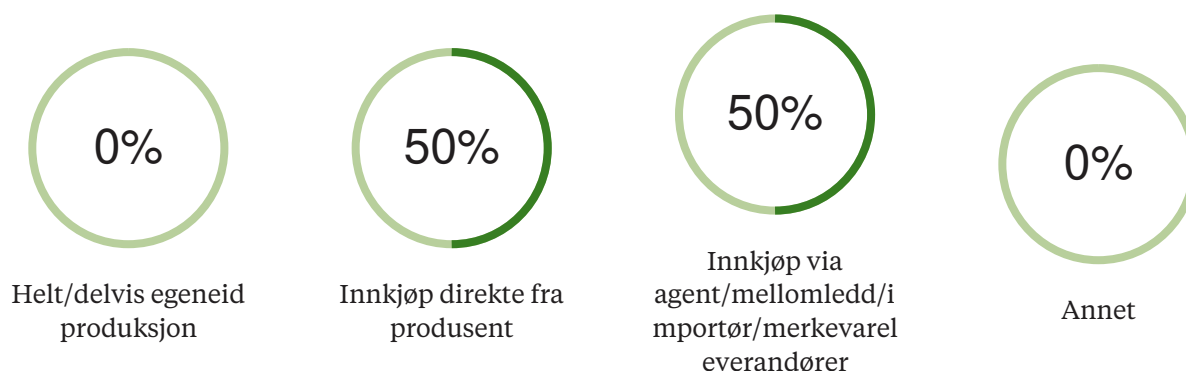 0%
Helt/delvis egeneid
produksjon
50%
Innkjøp direkte fra
produsent
50%
Innkjøp via
agent/mellomledd/i
mportør/merkevarel
everandører
0%
Annet